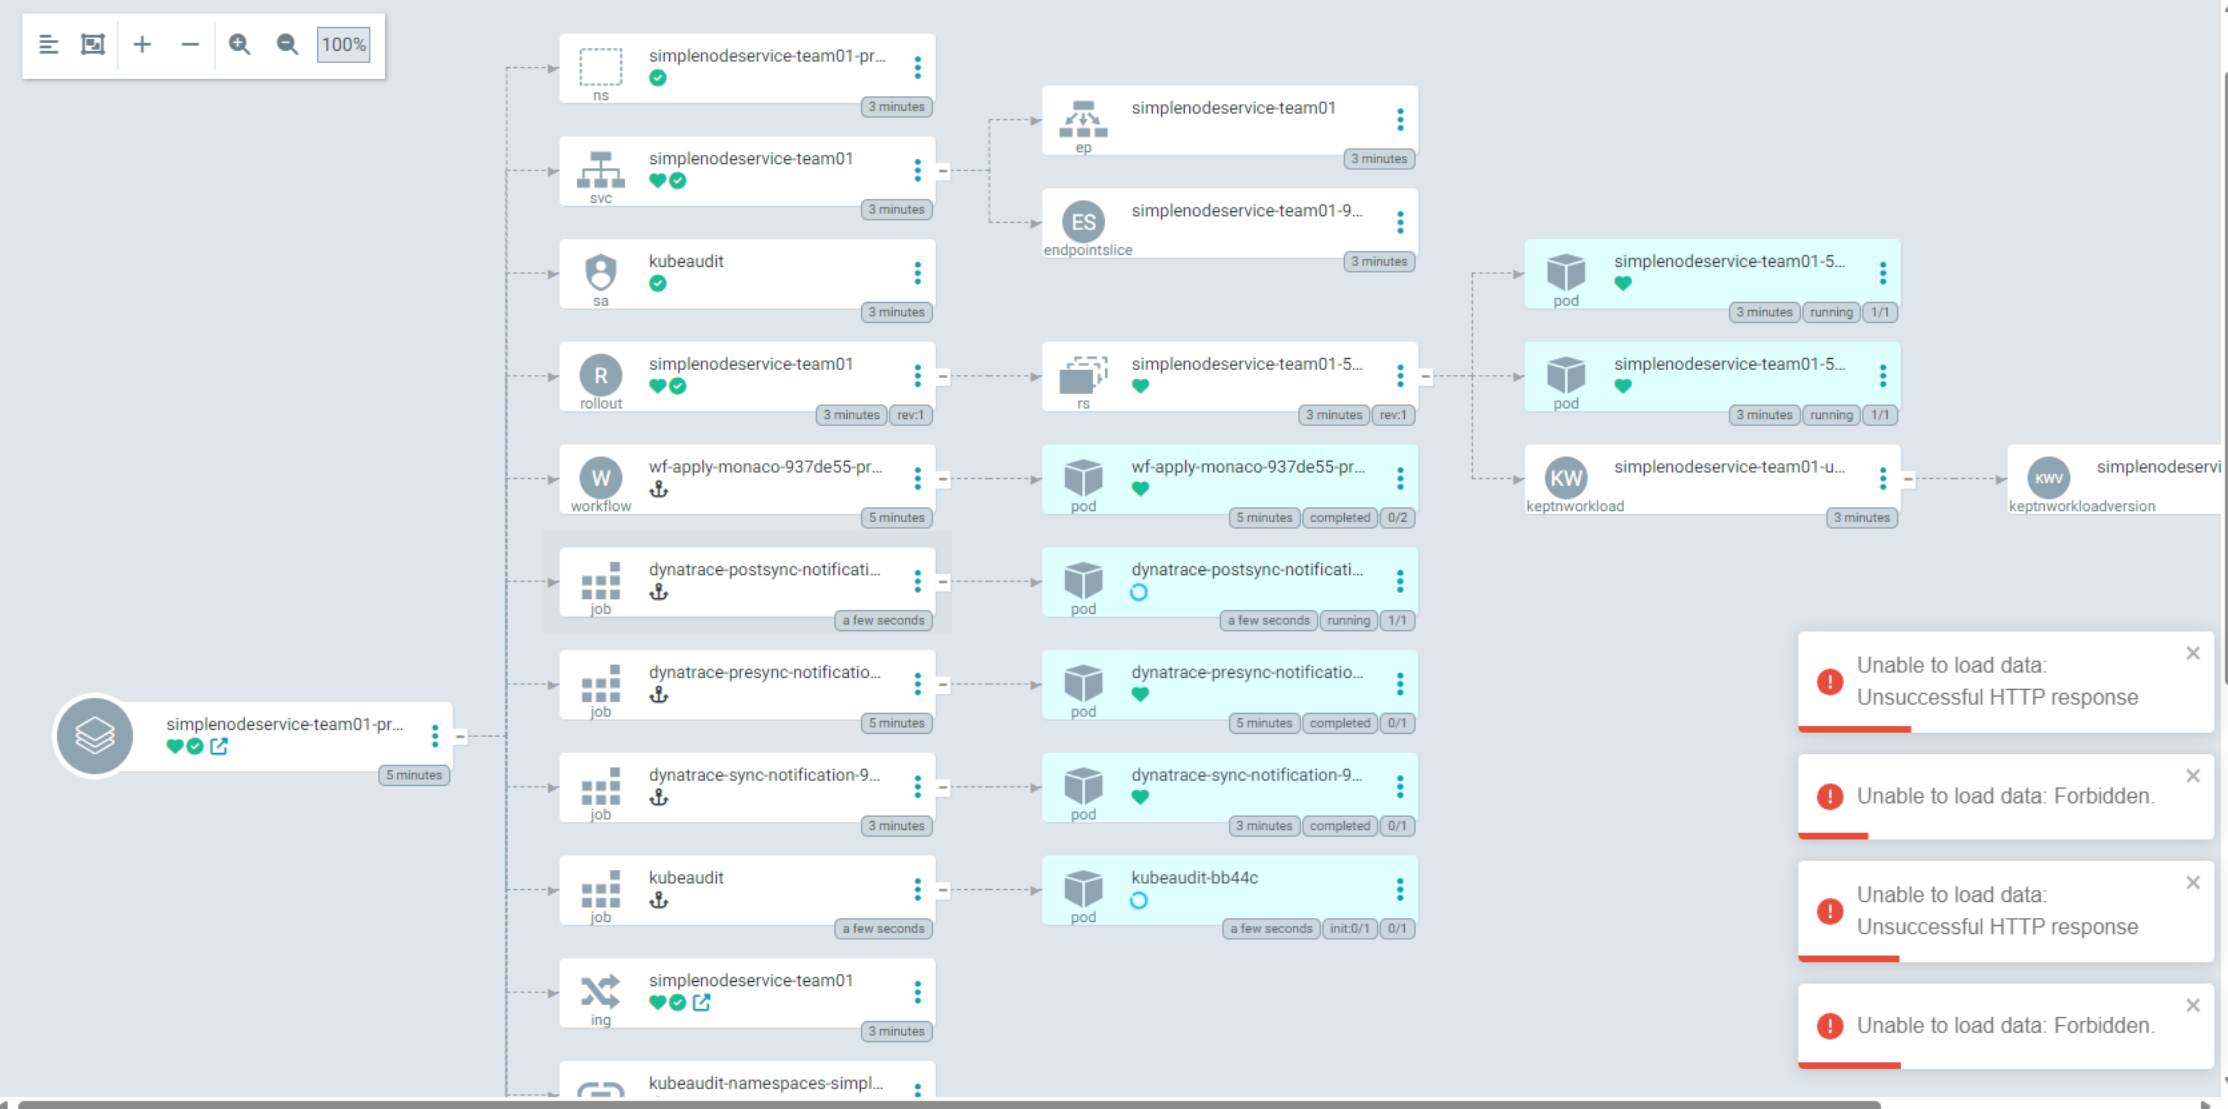 100%
simplenodeservice-team01-pr...
ns
3 minutes
simplenodeservice-team01
svc
3 minutes
simplenodeservice-team01
ep
3 minutes
ES
simplenodeservice-team01-9...
endpointslice
3 minutes
kubeaudit
sa
3 minutes
simplenodeservice-team01-5...
pod
3 minutes running 1/1
R
simplenodeservice-team01
rollout
3 minutes rev:1
simplenodeservice-team01-5...
rs
3 minutes rev:1
simplenodeservice-team01-5...
pod
3 minutes running 1/1
W
wf-apply-monaco-937de55-pr...
workflow
5 minutes
wf-apply-monaco-937de55-pr...
pod
5 minutes completed 0/2
KW
simplenodeservice-team01-u...
keptnworkload
3 minutes
KWV
simplenodeservi
keptnworkloadversion
dynatrace-postsync-notificati...
job
a few seconds
dynatrace-postsync-notificati...
pod
a few seconds running 1/1
dynatrace-presync-notificatio...
job
5 minutes
dynatrace-presync-notificatio...
pod
5 minutes completed 0/1
simplenodeservice-team01-pr...
5 minutes
dynatrace-sync-notification-9...
job
3 minutes
dynatrace-sync-notification-9...
pod
3 minutes completed 0/1
kubeaudit
job
a few seconds
kubeaudit-bb44c
pod
a few seconds init:0/1 0/1
simplenodeservice-team01
ing
3 minutes
kubeaudit-namespaces-simpl...
Unable to load data:
Unsuccessful HTTP response
Unable to load data: Forbidden.
Unable to load data:
Unsuccessful HTTP response
Unable to load data: Forbidden.